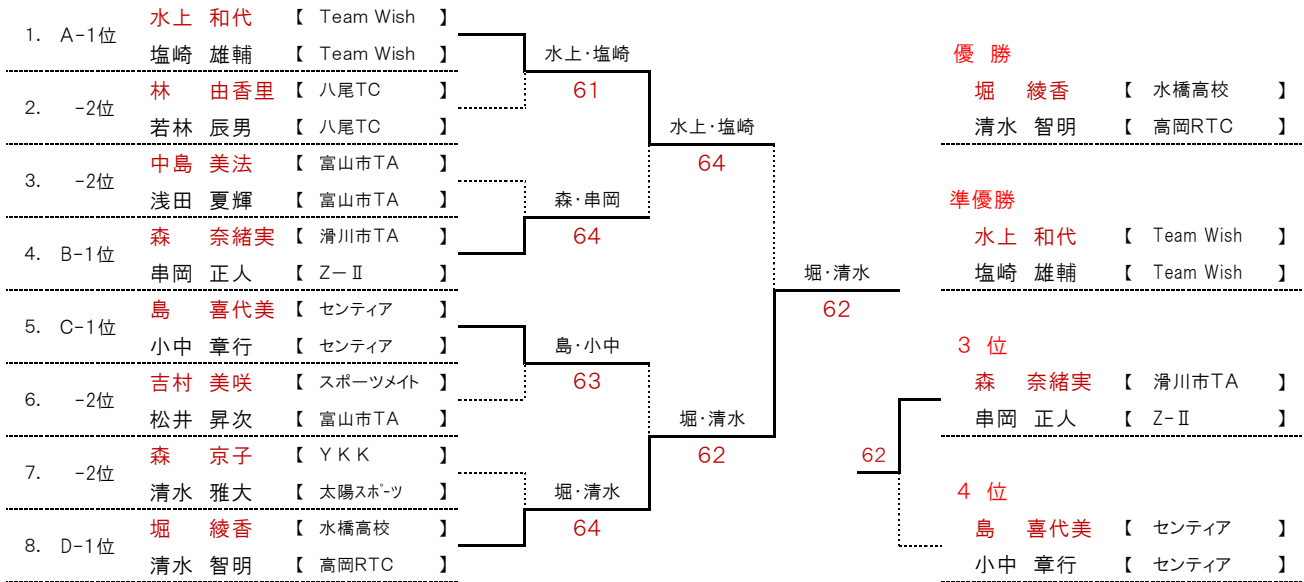 1. A-1位
水上 和代 【 Team Wish 】
塩崎 雄輔 【 Team Wish 】
2. -2位
林 由香里 【 八尾TC 】
若林 辰男 【 八尾TC 】
3. -2位
中島 美法 【 富山市TA 】
浅田 夏輝 【 富山市TA 】
4. B-1位
森 奈緒実 【 滑川市TA 】
串岡 正人 【 Z-Ⅱ 】
5. C-1位
島 喜代美 【 センティア 】
小中 章行 【 センティア 】
6. -2位
吉村 美咲 【 スポーツメイト 】
松井 昇次 【 富山市TA 】
7. -2位
森 京子 【 YKK 】
清水 雅大 【 太陽スポーツ 】
8. D-1位
堀 綾香 【 水橋高校 】
清水 智明 【 高岡RTC 】
水上・塩崎
61
森・串岡
64
島・小中
63
堀・清水
64
水上・塩崎
64
堀・清水
62
堀・清水
62
優 勝
堀 綾香 【 水橋高校 】
清水 智明 【 高岡RTC 】
準優勝
水上 和代 【 Team Wish 】
塩崎 雄輔 【 Team Wish 】
62
3 位
森 奈緒実 【 滑川市TA 】
串岡 正人 【 Z-Ⅱ 】
4 位
島 喜代美 【 センティア 】
小中 章行 【 センティア 】